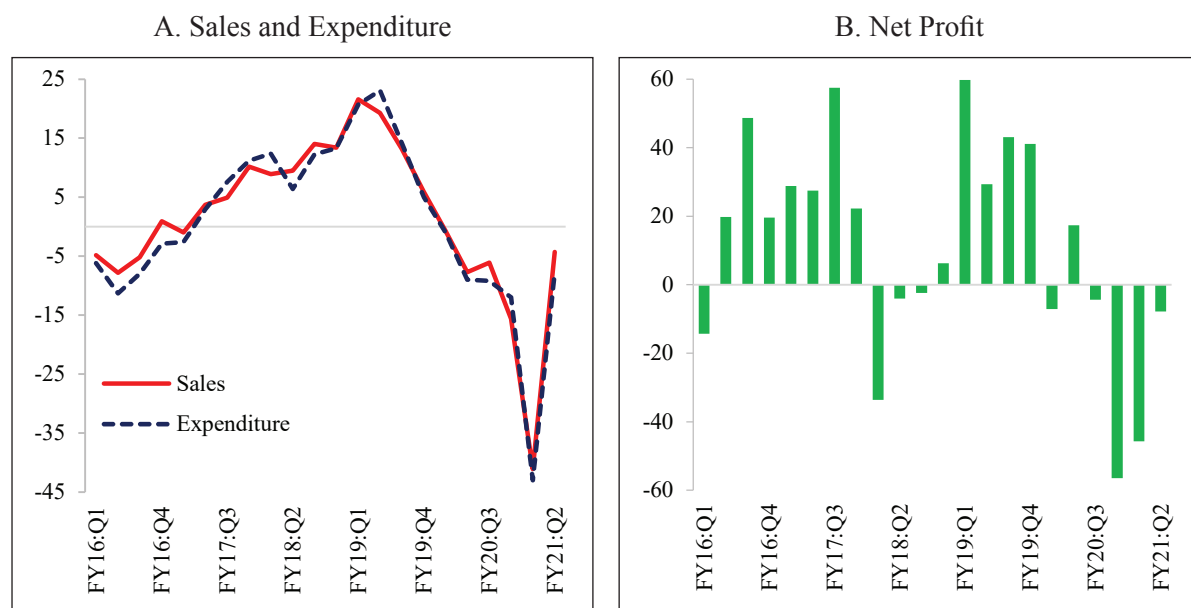 A. Sales and Expenditure
25
15
5
-5
-15
-25
-35
-45
Sales
Expenditure
FY16:Q1
FY16:Q4
FY17:Q3
FY18:Q2
FY19:Q1
FY19:Q4
FY20:Q3
FY21:Q2
B. Net Profit
60
40
20
0
-20
-40
-60
FY16:Q1
FY16:Q4
FY17:Q3
FY18:Q2
FY19:Q1
FY19:Q4
FY20:Q3
FY21:Q2